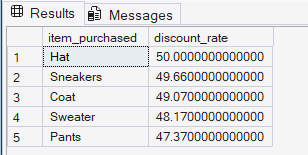 Results Messages
item_purchased discount_rate
1 Hat 50.0000000000000
2 Sneakers 49.6600000000000
3 Coat 49.0700000000000
4 Sweater 48.1700000000000
5 Pants 47.3700000000000